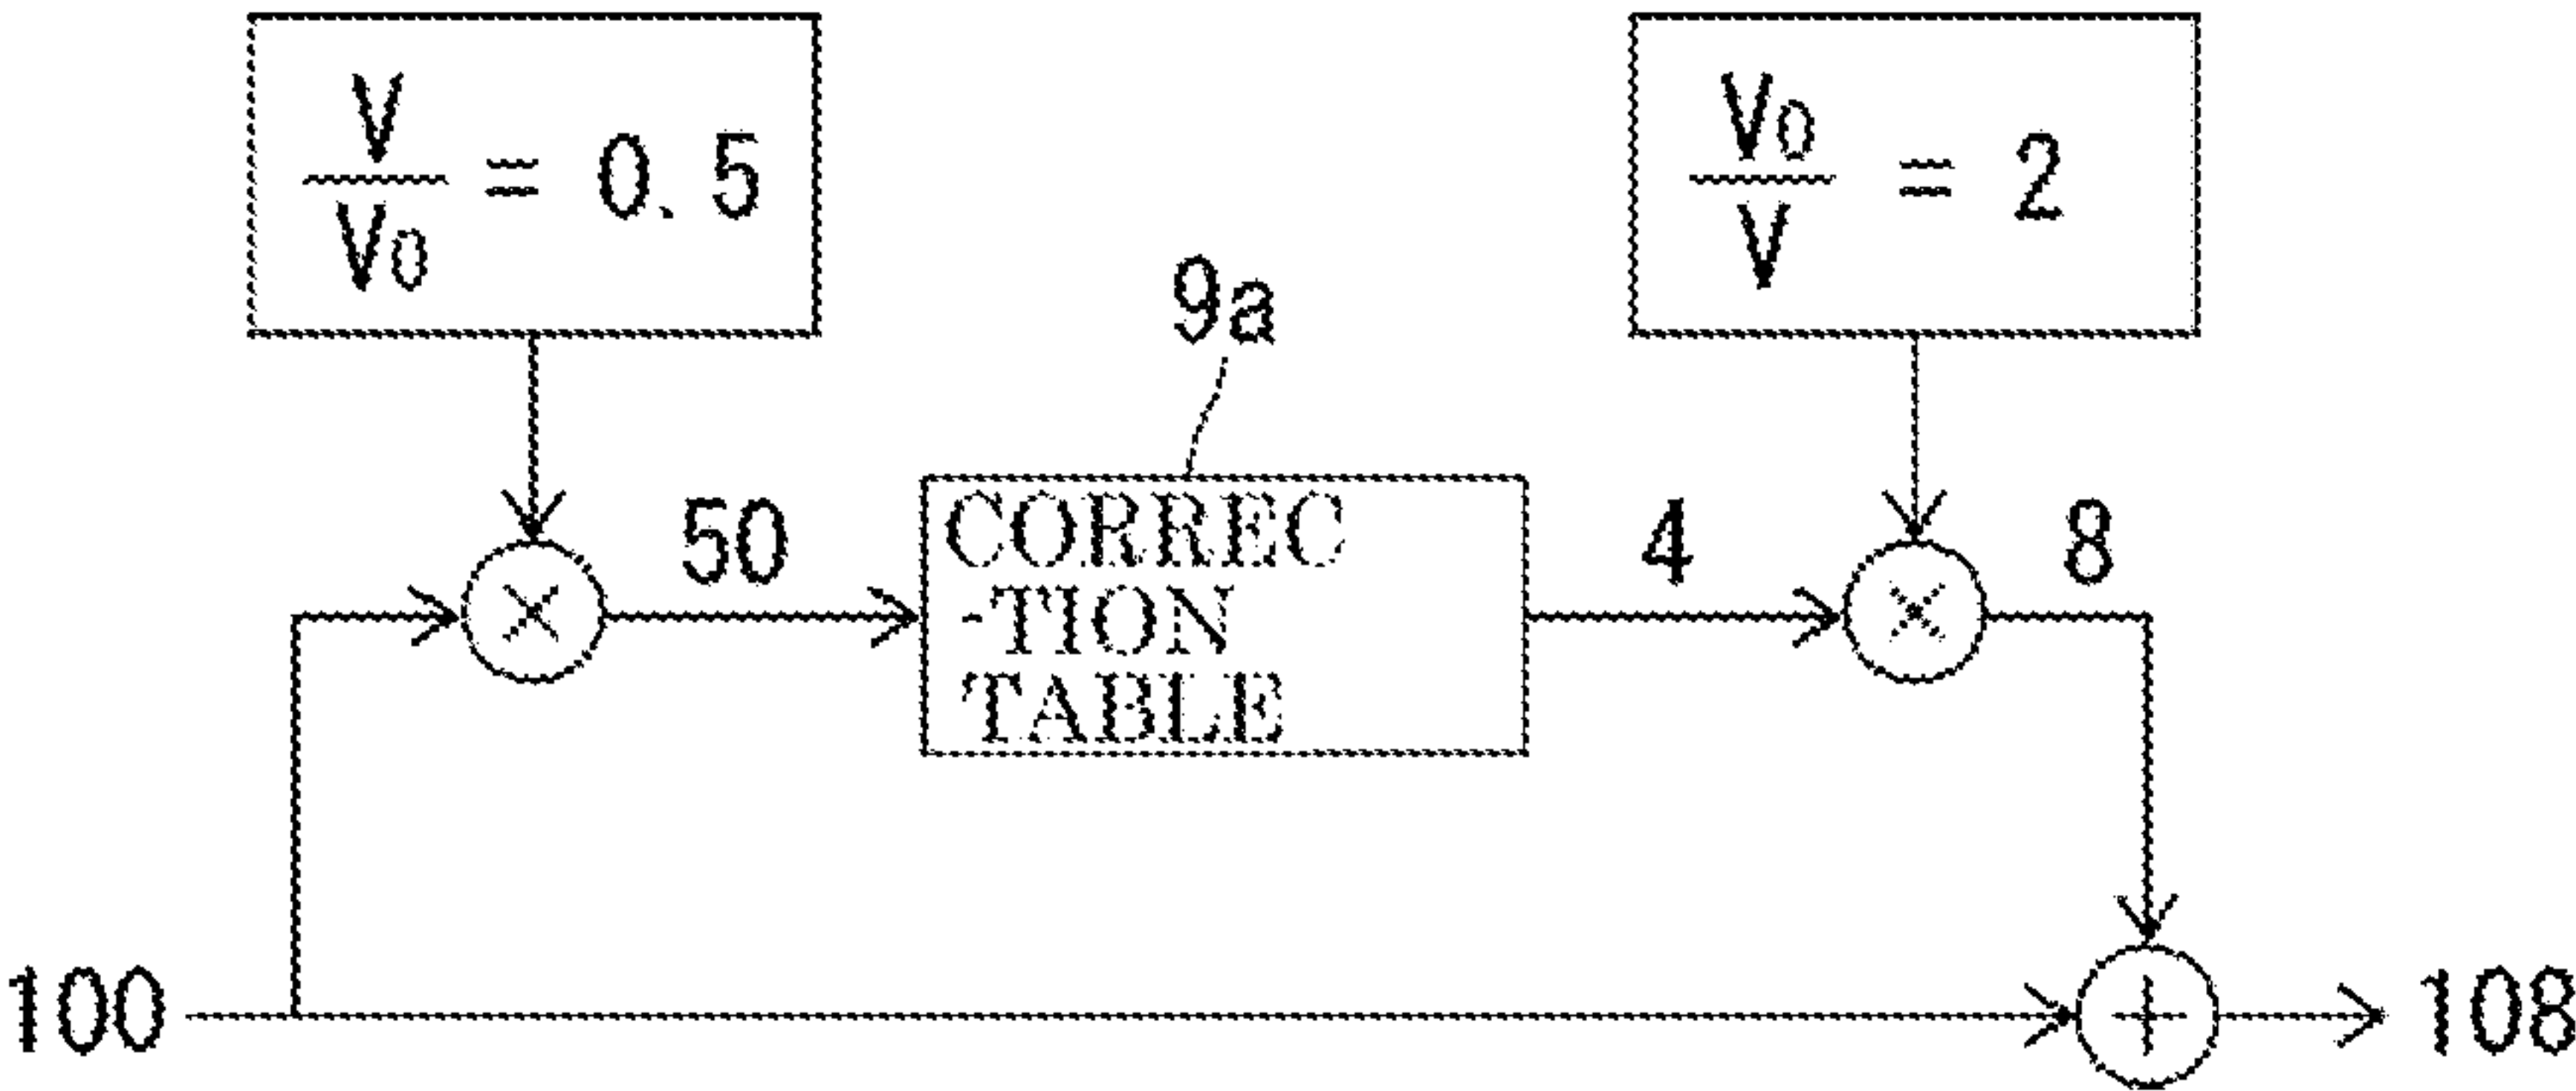 V/V0 = 0.5
V0/V = 2
9a
50
CORREC
-TION
TABLE
4
8
100
108